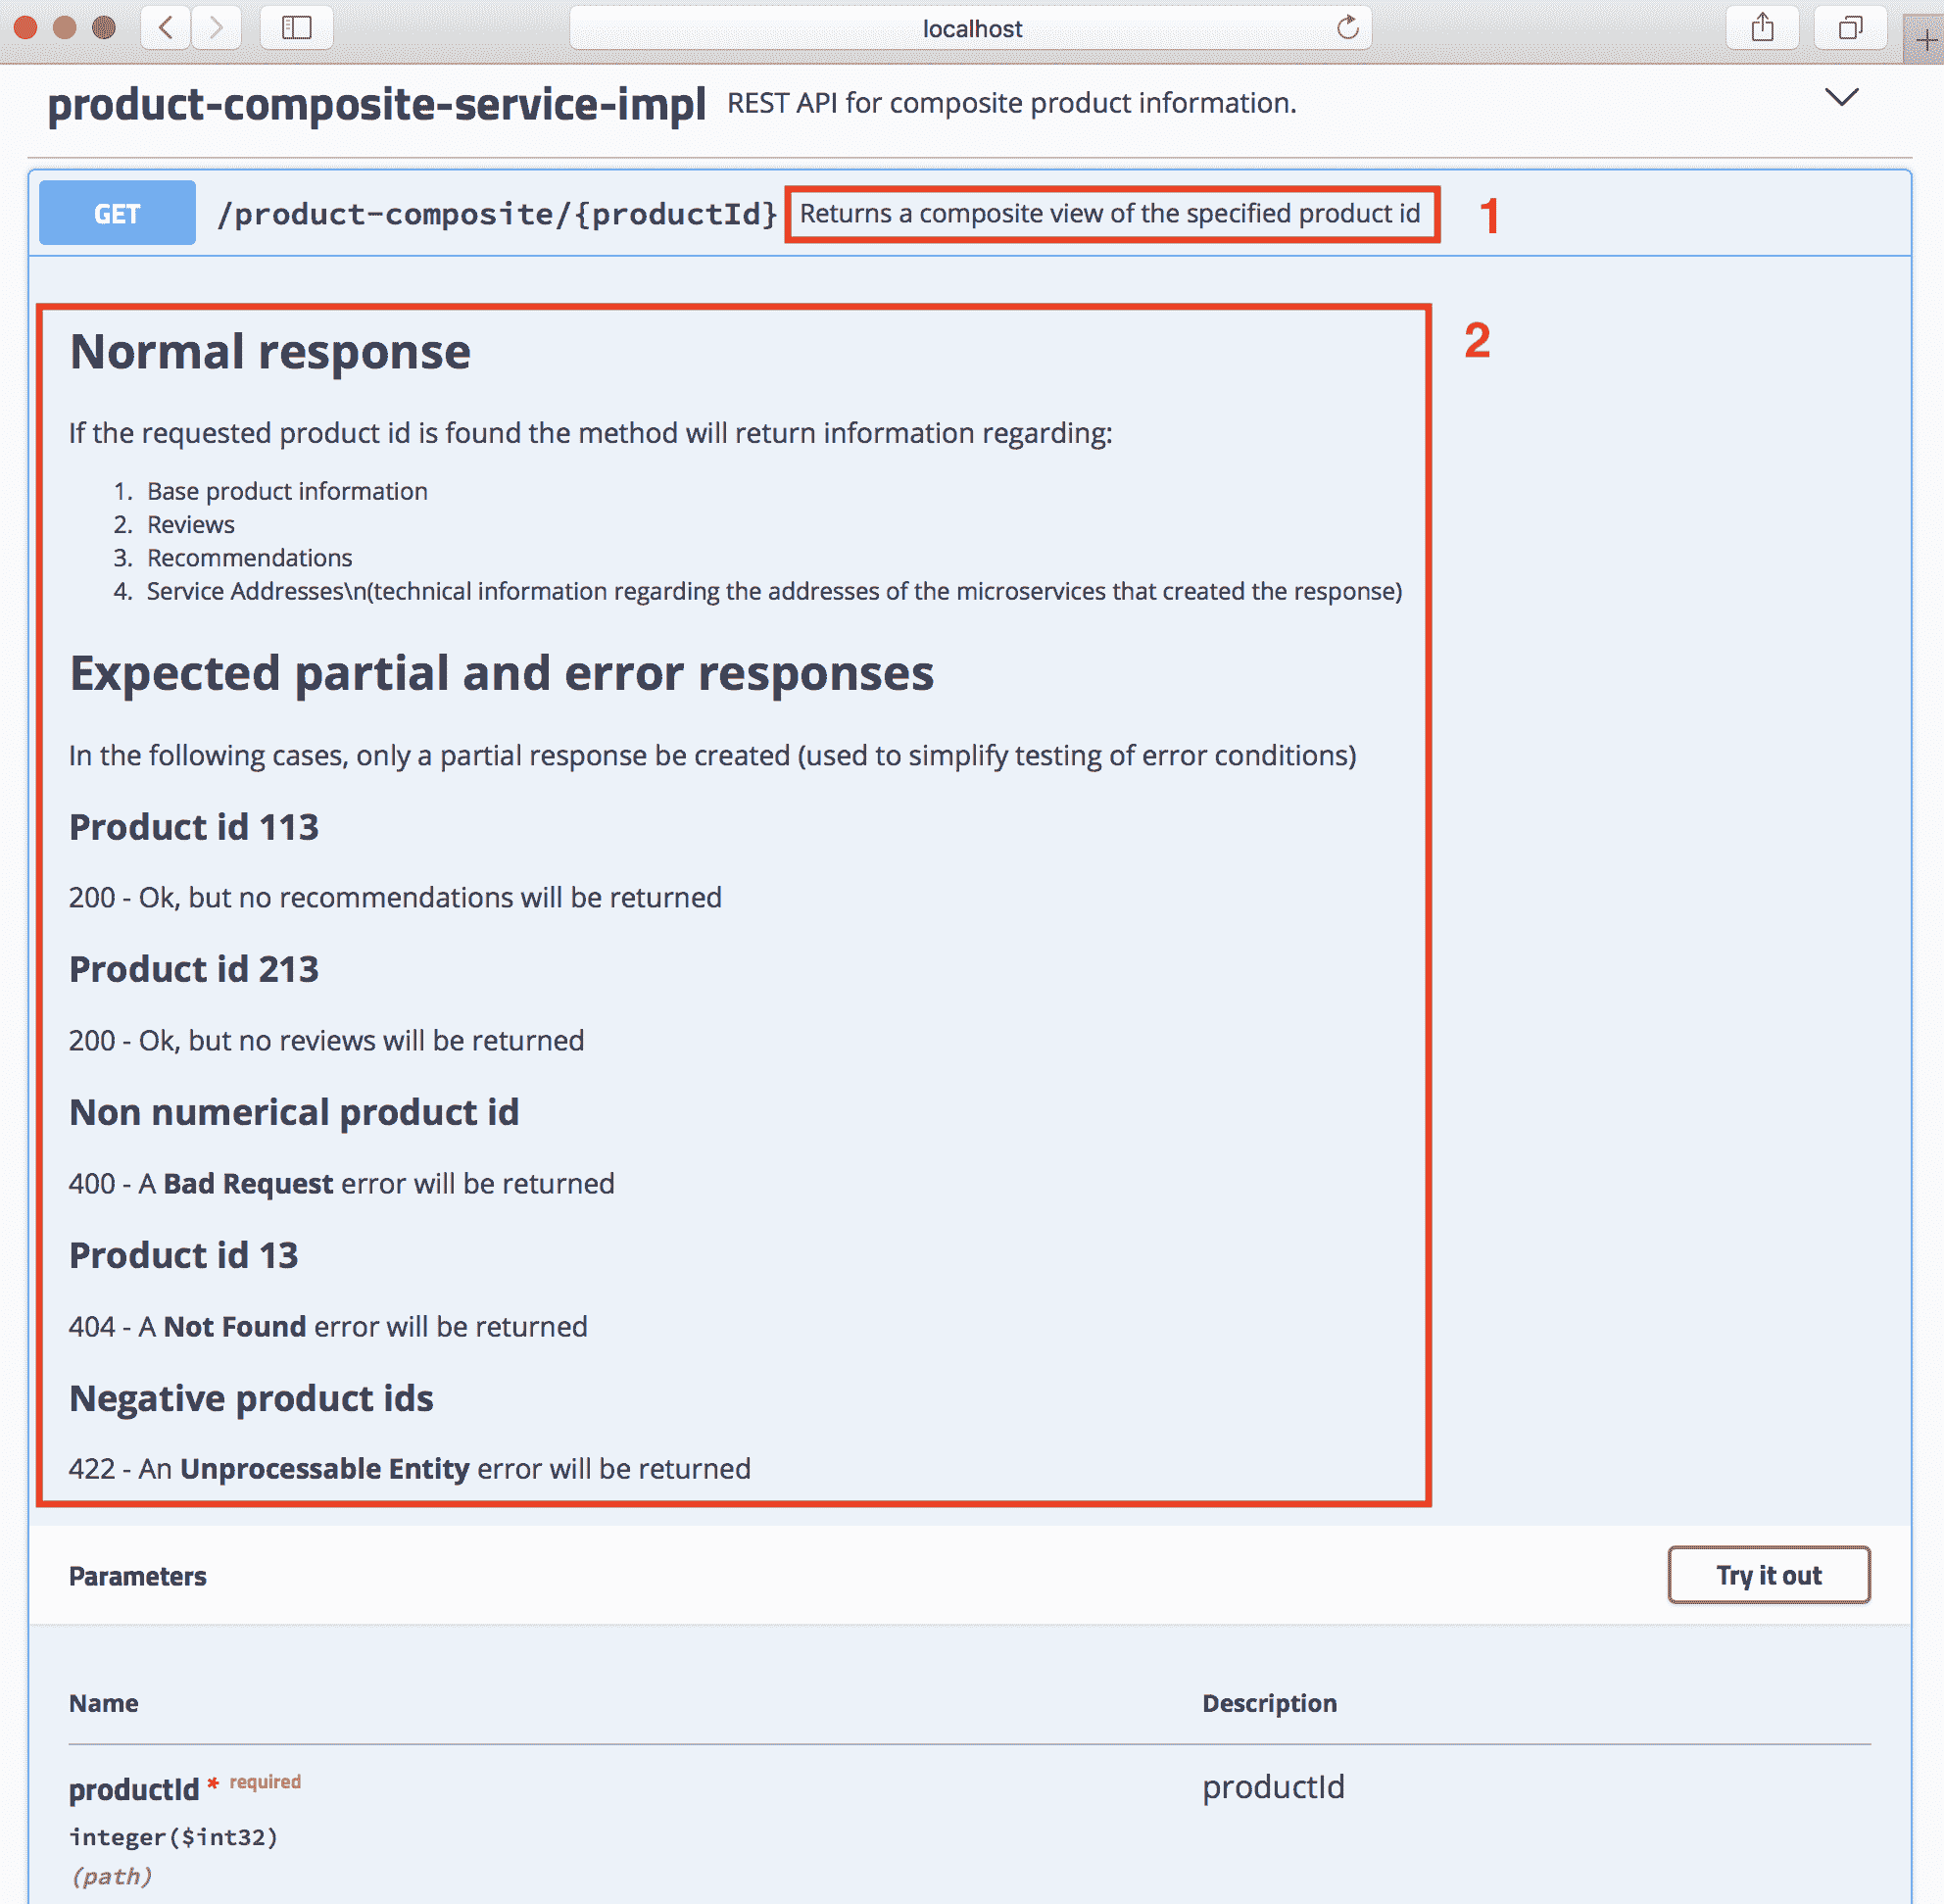 localhost
product-composite-service-impl REST API for composite product information.
GET /product-composite/{productId} Returns a composite view of the specified product id 1
2
Normal response
If the requested product id is found the method will return information regarding:
1. Base product information
2. Reviews
3. Recommendations
4. Service Addresses\n(technical information regarding the addresses of the microservices that created the response)
Expected partial and error responses
In the following cases, only a partial response be created (used to simplify testing of error conditions)
Product id 113
200 - Ok, but no recommendations will be returned
Product id 213
200 - Ok, but no reviews will be returned
Non numerical product id
400 - A Bad Request error will be returned
Product id 13
404 - A Not Found error will be returned
Negative product ids
422 - An Unprocessable Entity error will be returned
Parameters Try it out
Name Description
productId * required productId
integer($int32)
(path)